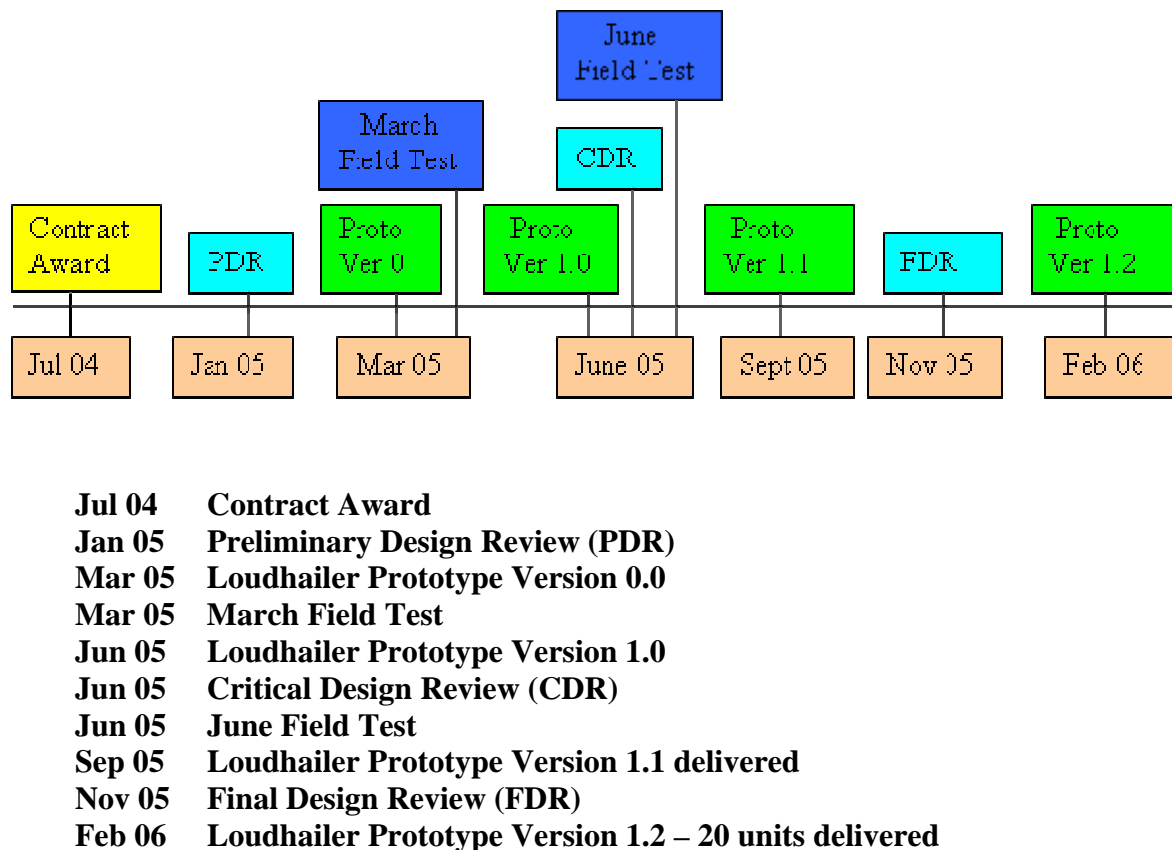 June
Field Test
March
Field Test
CDR
Contract
Award
PDR
Proto
Ver 0
Proto
Ver 1.0
Proto
Ver 1.1
FDR
Proto
Ver 1.2
Jul 04
Jan 05
Mar 05
June 05
Sept 05
Nov 05
Feb 06
Jul 04 Contract Award
Jan 05 Preliminary Design Review (PDR)
Mar 05 Loudhailer Prototype Version 0.0
Mar 05 March Field Test
Jun 05 Loudhailer Prototype Version 1.0
Jun 05 Critical Design Review (CDR)
Jun 05 June Field Test
Sep 05 Loudhailer Prototype Version 1.1 delivered
Nov 05 Final Design Review (FDR)
Feb 06 Loudhailer Prototype Version 1.2 – 20 units delivered